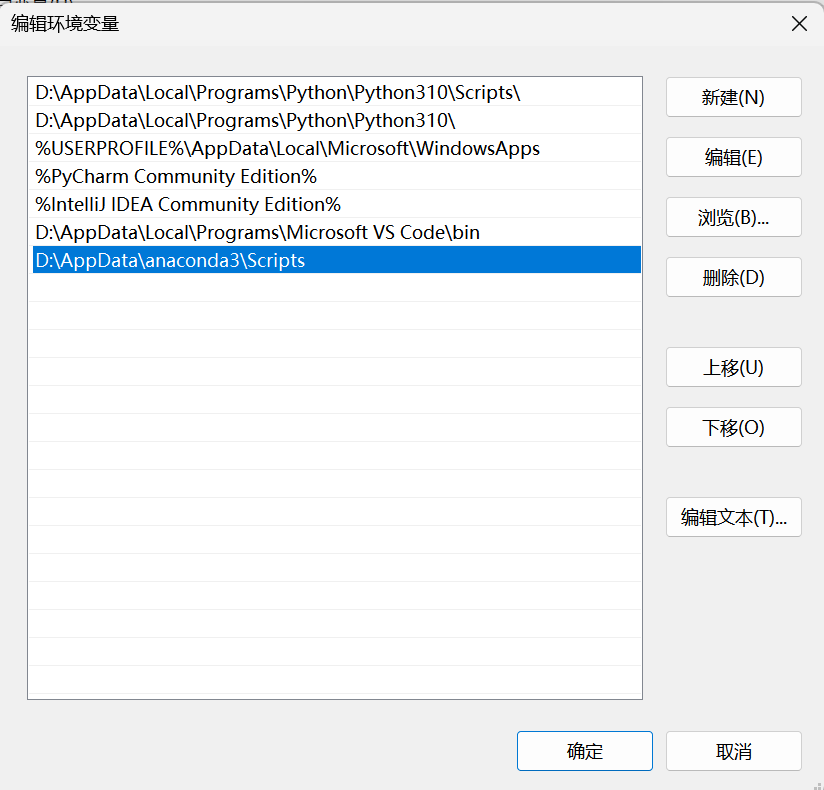 编辑环境变量
D:\AppData\Local\Programs\Python\Python310\Scripts\
D:\AppData\Local\Programs\Python\Python310\
%USERPROFILE%\AppData\Local\Microsoft\WindowsApps
%PyCharm Community Edition%
%IntelliJ IDEA Community Edition%
D:\AppData\Local\Programs\Microsoft VS Code\bin
D:\AppData\anaconda3\Scripts
新建(N)
编辑(E)
浏览(B)...
删除(D)
上移(U)
下移(O)
编辑文本(T)...
确定
取消